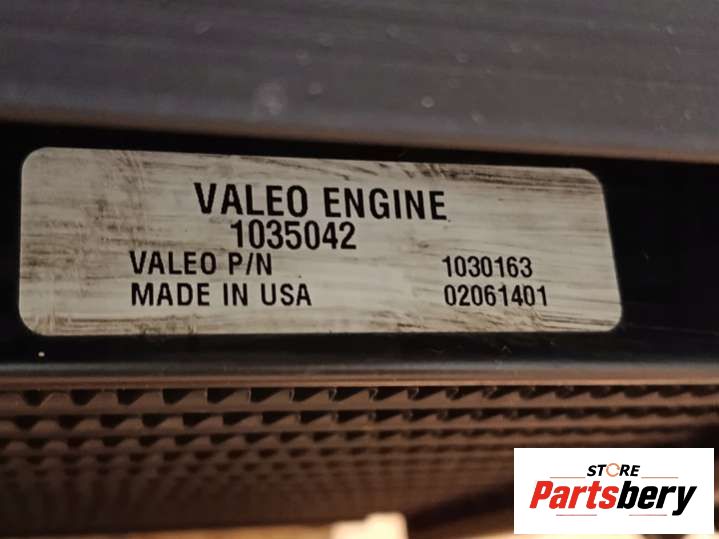 VALEO ENGINE
1035042
VALEO P/N 1030163
MADE IN USA 02061401
STORE
Partsbery